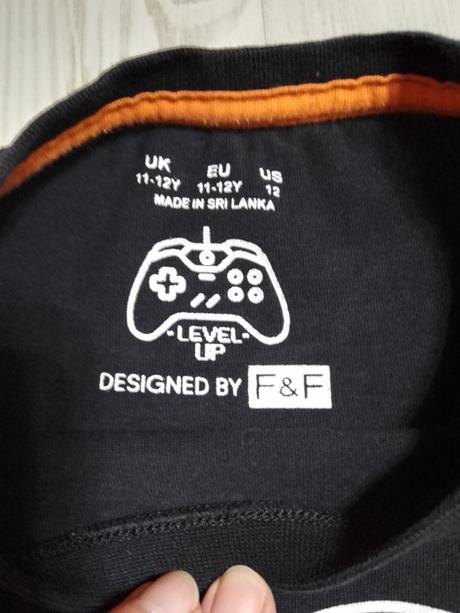 UK EU US
11-12Y 11-12Y 12
MADE IN SRI LANKA
-LEVEL-
UP
DESIGNED BY F&F